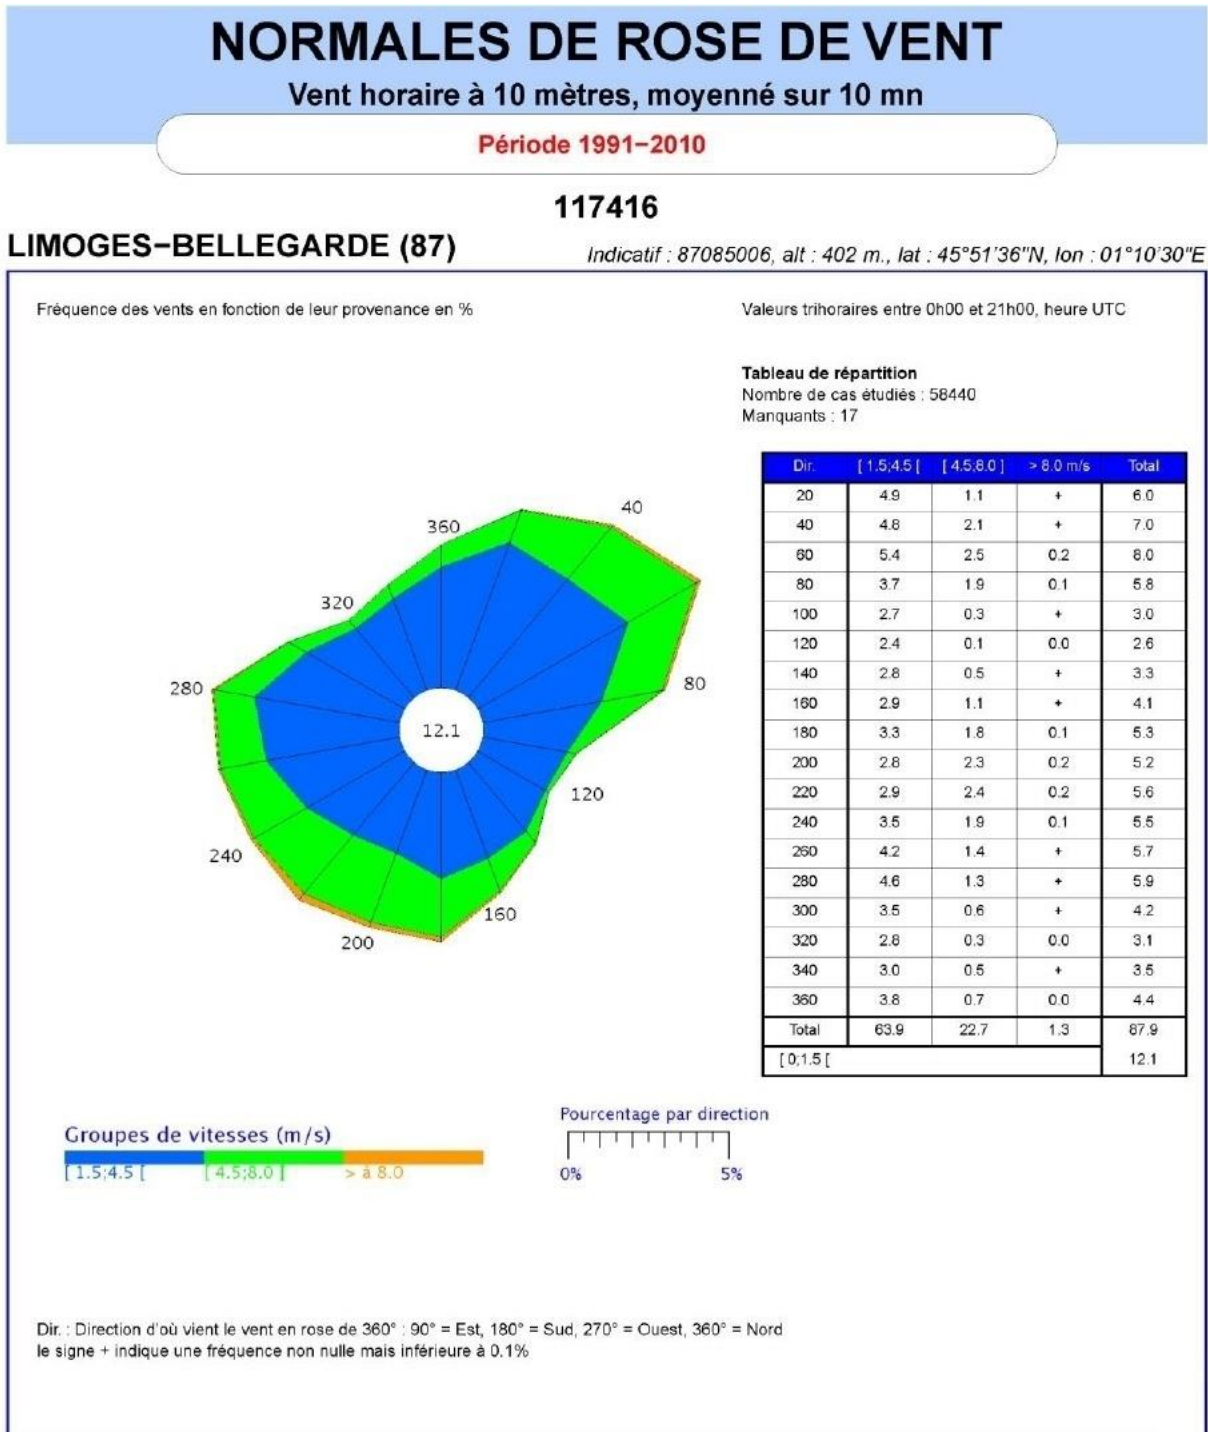 NORMALES DE ROSE DE VENT
Vent horaire à 10 mètres, moyenné sur 10 mn
Période 1991–2010
117416
LIMOGES–BELLEGARDE (87)
Indicatif : 87085006, alt : 402 m., lat : 45°51'36"N, lon : 01°10'30"E
Fréquence des vents en fonction de leur provenance en %
Valeurs trihoraires entre 0h00 et 21h00, heure UTC
Tableau de répartition
Nombre de cas étudiés : 58440
Manquants : 17
Dir. [ 1.5;4.5 [ [ 4.5;8.0 ] > 8.0 m/s Total
20 4.9 1.1 + 6.0
40 4.8 2.1 + 7.0
60 5.4 2.5 0.2 8.0
80 3.7 1.9 0.1 5.8
100 2.7 0.3 + 3.0
120 2.4 0.1 0.0 2.6
140 2.8 0.5 + 3.3
160 2.9 1.1 + 4.1
180 3.3 1.8 0.1 5.3
200 2.8 2.3 0.2 5.2
220 2.9 2.4 0.2 5.6
240 3.5 1.9 0.1 5.5
260 4.2 1.4 + 5.7
280 4.6 1.3 + 5.9
300 3.5 0.6 + 4.2
320 2.8 0.3 0.0 3.1
340 3.0 0.5 + 3.5
360 3.8 0.7 0.0 4.4
Total 63.9 22.7 1.3 87.9
[ 0;1.5 [ 12.1
360
40
320
280
80
12.1
120
240
160
200
Groupes de vitesses (m/s)
[ 1.5;4.5 [ [ 4.5;8.0 ] > à 8.0
Pourcentage par direction
0% 5%
Dir. : Direction d'où vient le vent en rose de 360° : 90° = Est, 180° = Sud, 270° = Ouest, 360° = Nord
le signe + indique une fréquence non nulle mais inférieure à 0.1%